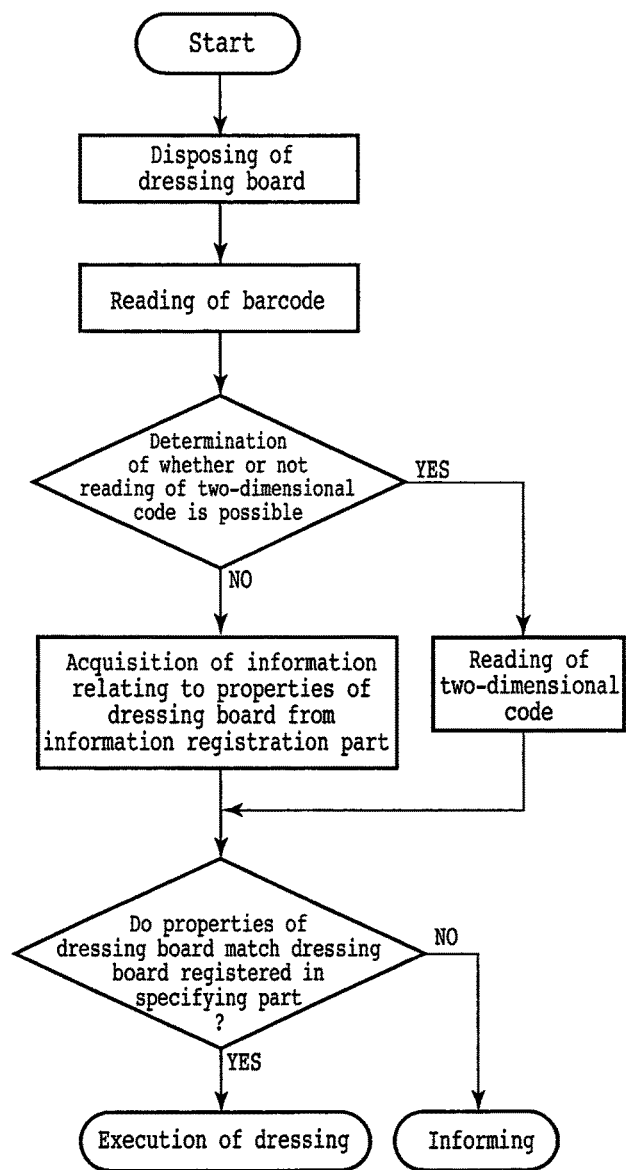 Start
Disposing of
dressing board
Reading of barcode
Determination
of whether or not
reading of two-dimensional
code is possible
YES
NO
Acquisition of information
relating to properties of
dressing board from
information registration part
Reading of
two-dimensional
code
Do properties of
dressing board match dressing
board registered in
specifying part
?
NO
YES
Execution of dressing
Informing